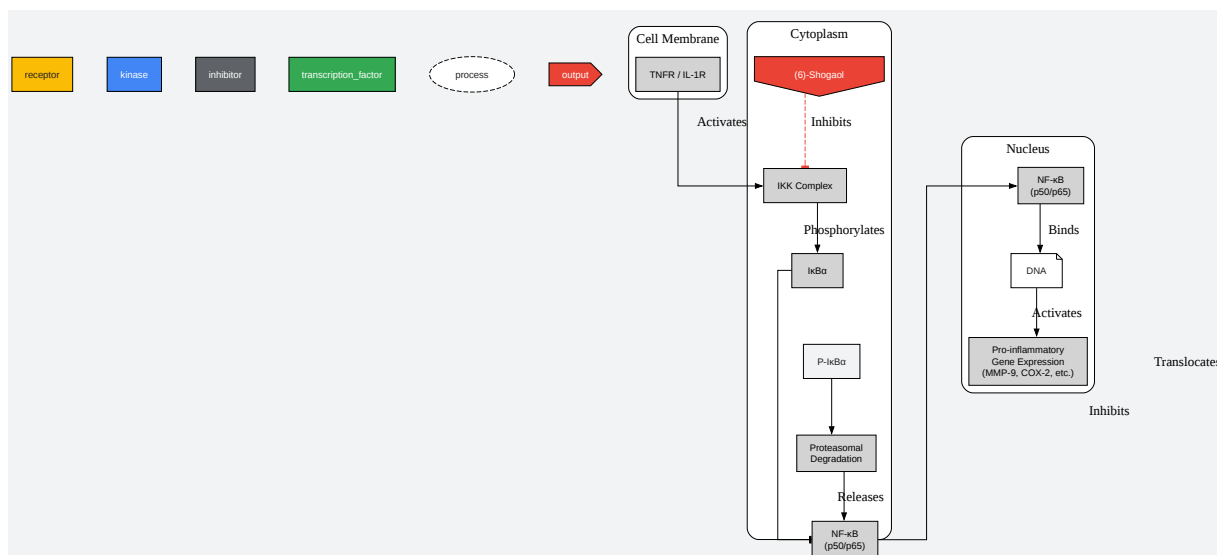 receptor
kinase
inhibitor
transcription_factor
process
output
Cell Membrane
TNFR / IL-1R
Activates
Cytoplasm
(6)-Shogaol
Inhibits
IKK Complex
Phosphorylates
IκBα
P-IκBα
Proteasomal
Degradation
Releases
NF-κB
(p50/p65)
Nucleus
NF-κB
(p50/p65)
Binds
DNA
Activates
Pro-inflammatory
Gene Expression
(MMP-9, COX-2, etc.)
Translocates
Inhibits